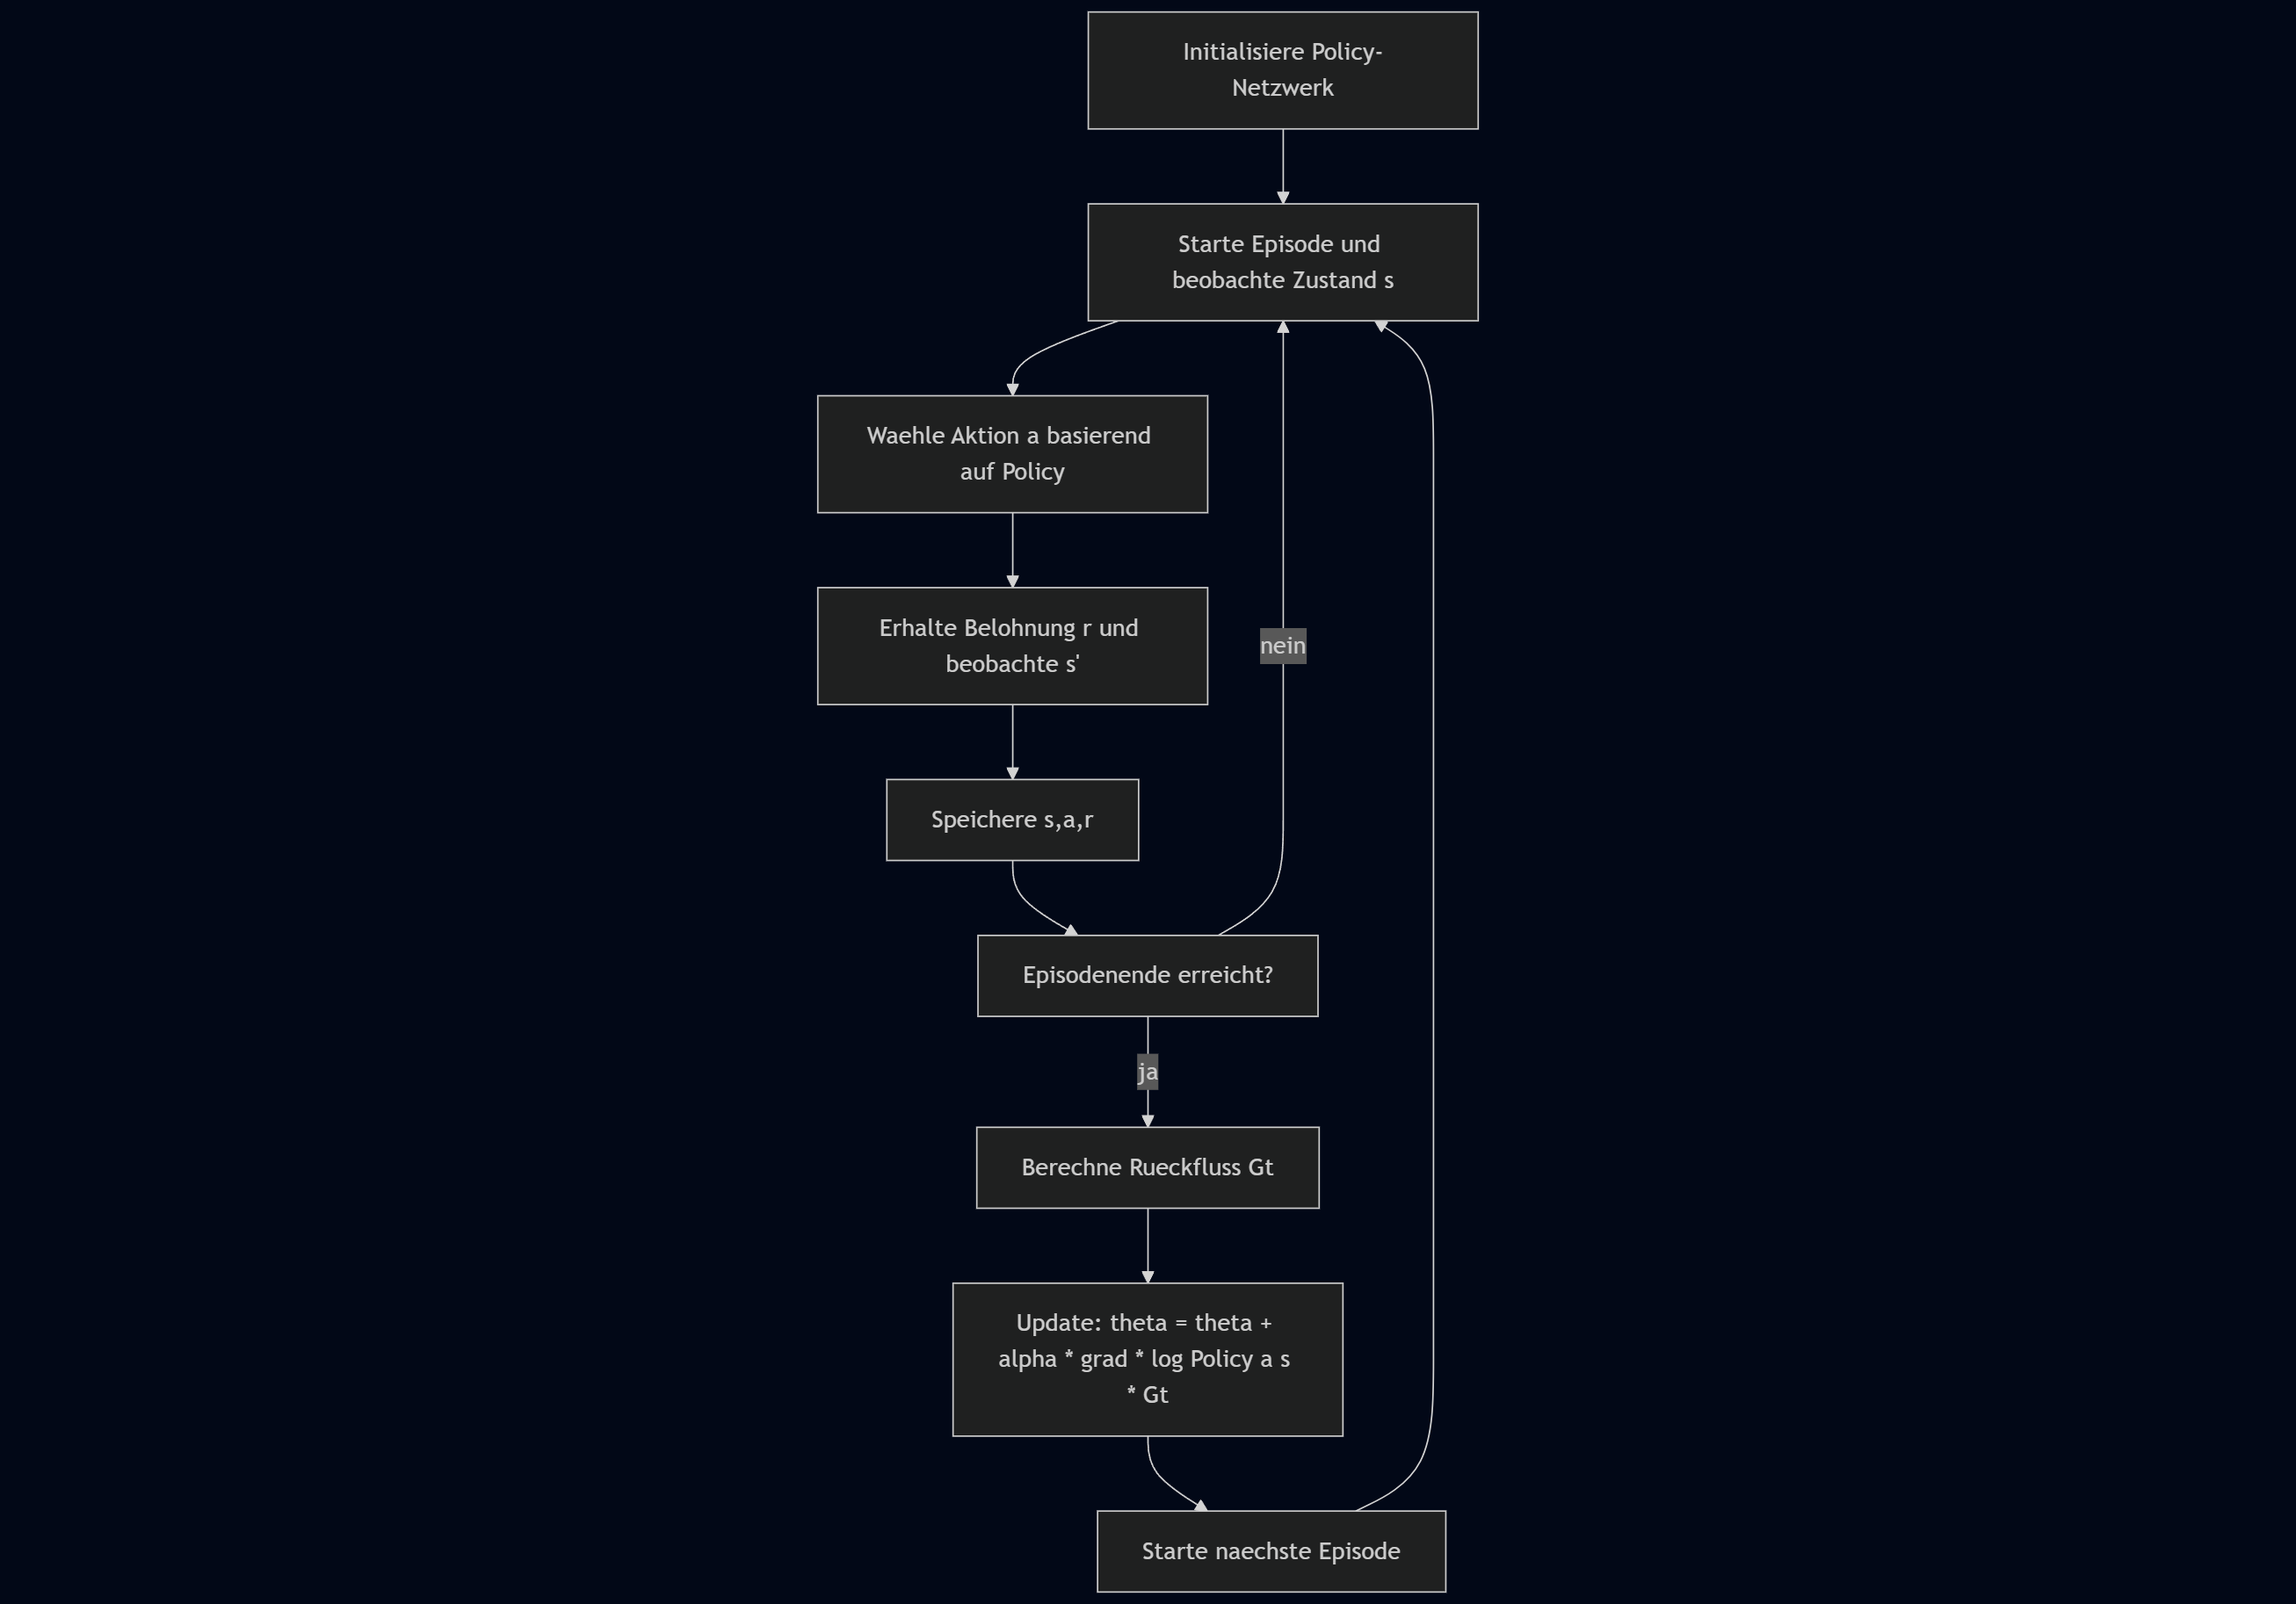 Initialisiere Policy-
Netzwerk
Starte Episode und
beobachte Zustand s
Waehle Aktion a basierend
auf Policy
Erhalte Belohnung r und
beobachte s'
nein
Speichere s,a,r
Episodenende erreicht?
ja
Berechne Rueckfluss Gt
Update: theta = theta +
alpha * grad * log Policy a s
* Gt
Starte naechste Episode